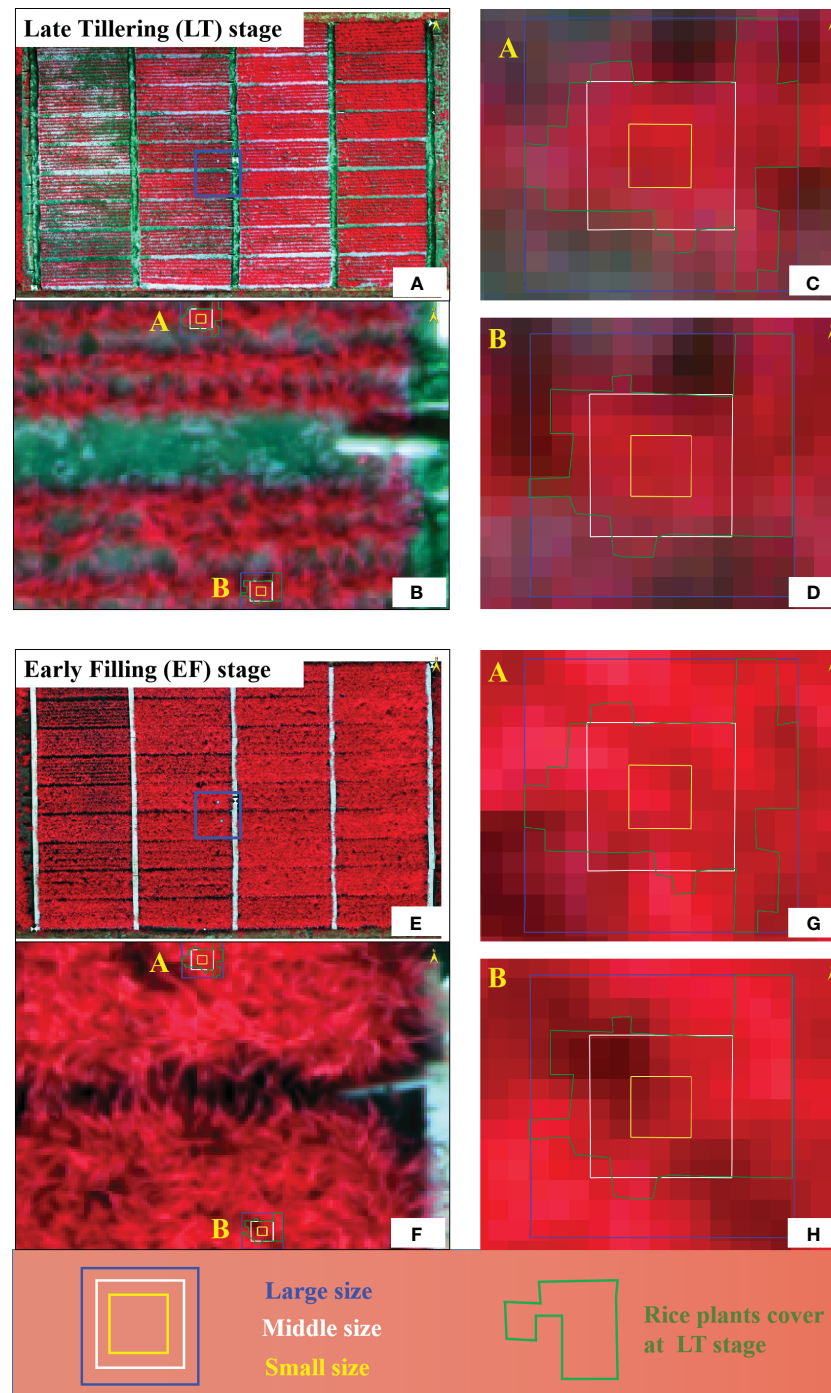 Late Tillering (LT) stage
A
A
C
A
B
B
B
D
Early Filling (EF) stage
E
A
G
A
B
F
B
H
Large size
Middle size
Small size
Rice plants cover
at LT stage